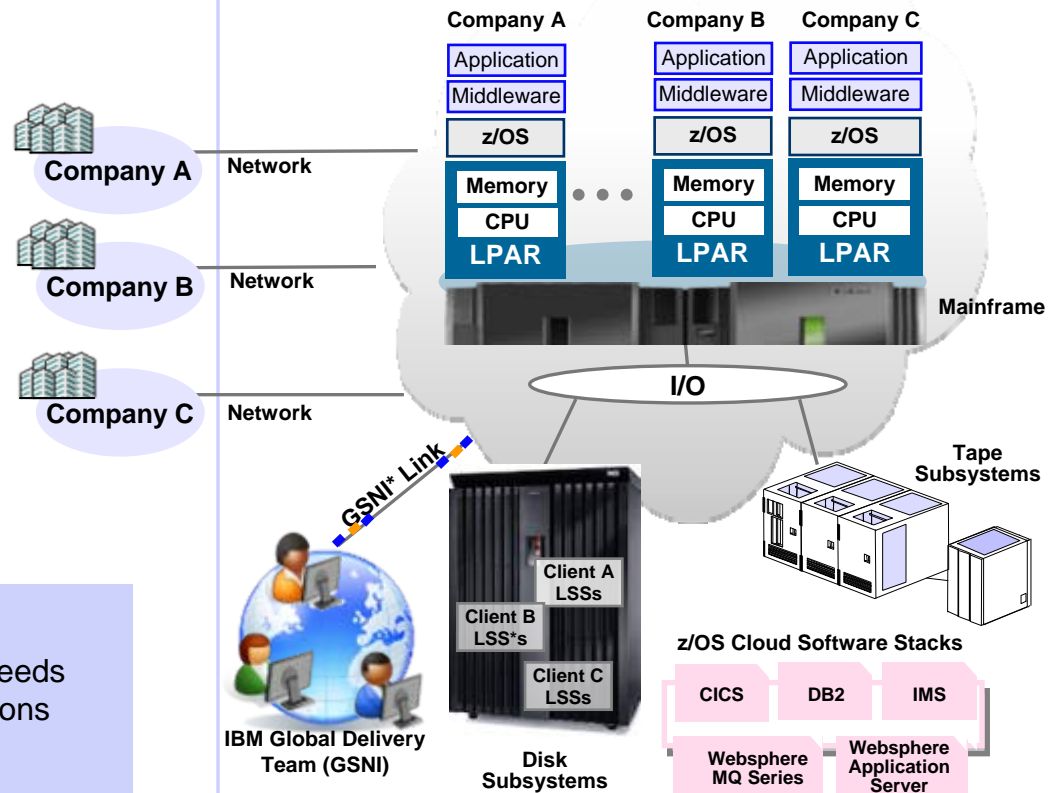 Company A
Company B
Company C
Application
Application
Application
Middleware
Middleware
Middleware
z/OS
z/OS
z/OS
Memory
Memory
Memory
CPU
CPU
CPU
LPAR
LPAR
LPAR
Company A
Network
Company B
Network
Company C
Network
Mainframe
I/O
GSNI* Link
Tape
Subsystems
Client A
LSSs
Client B
LSS*s
Client C
LSSs
IBM Global Delivery
Team (GSNI)
Disk
Subsystems
z/OS Cloud Software Stacks
CICS
DB2
IMS
Websphere
MQ Series
Websphere
Application
Server